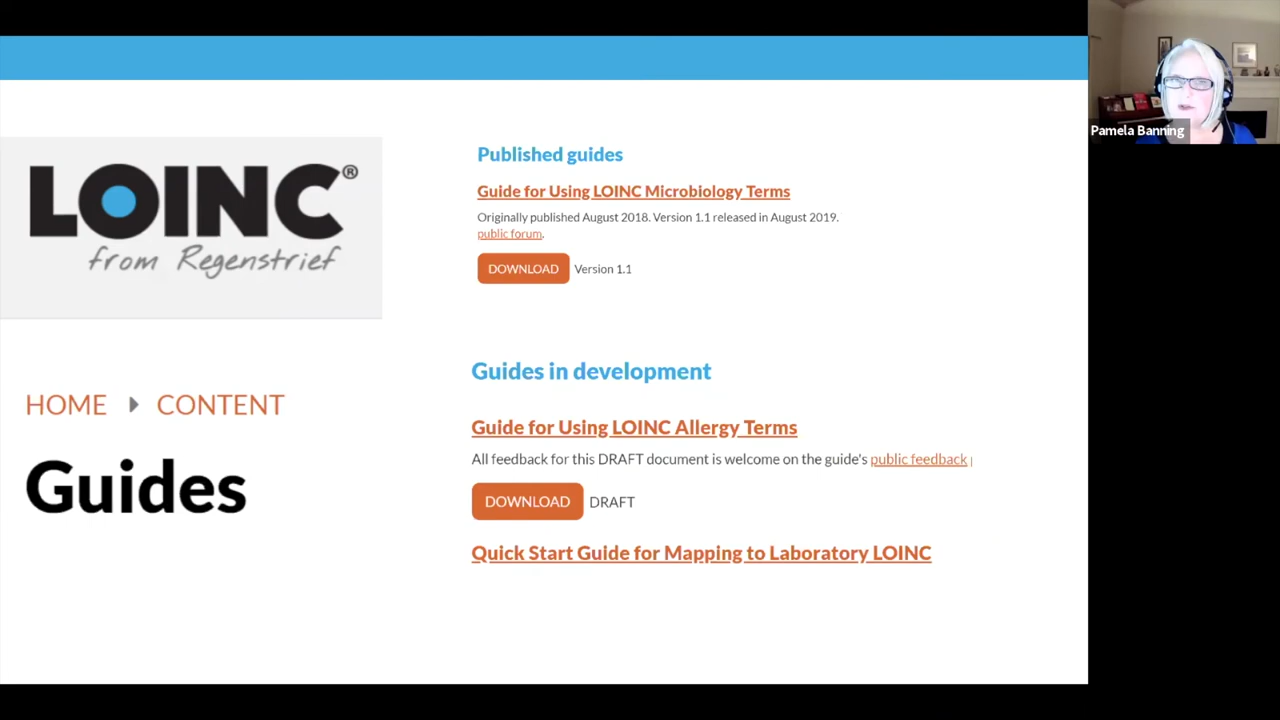 LOINC®
from Regenstrief
HOME CONTENT
Guides
Published guides
Guide for Using LOINC Microbiology Terms
Originally published August 2018. Version 1.1 released in August 2019.
public forum.
DOWNLOAD Version 1.1
Guides in development
Guide for Using LOINC Allergy Terms
All feedback for this DRAFT document is welcome on the guide's public feedback
DOWNLOAD DRAFT
Quick Start Guide for Mapping to Laboratory LOINC
Pamela Banning